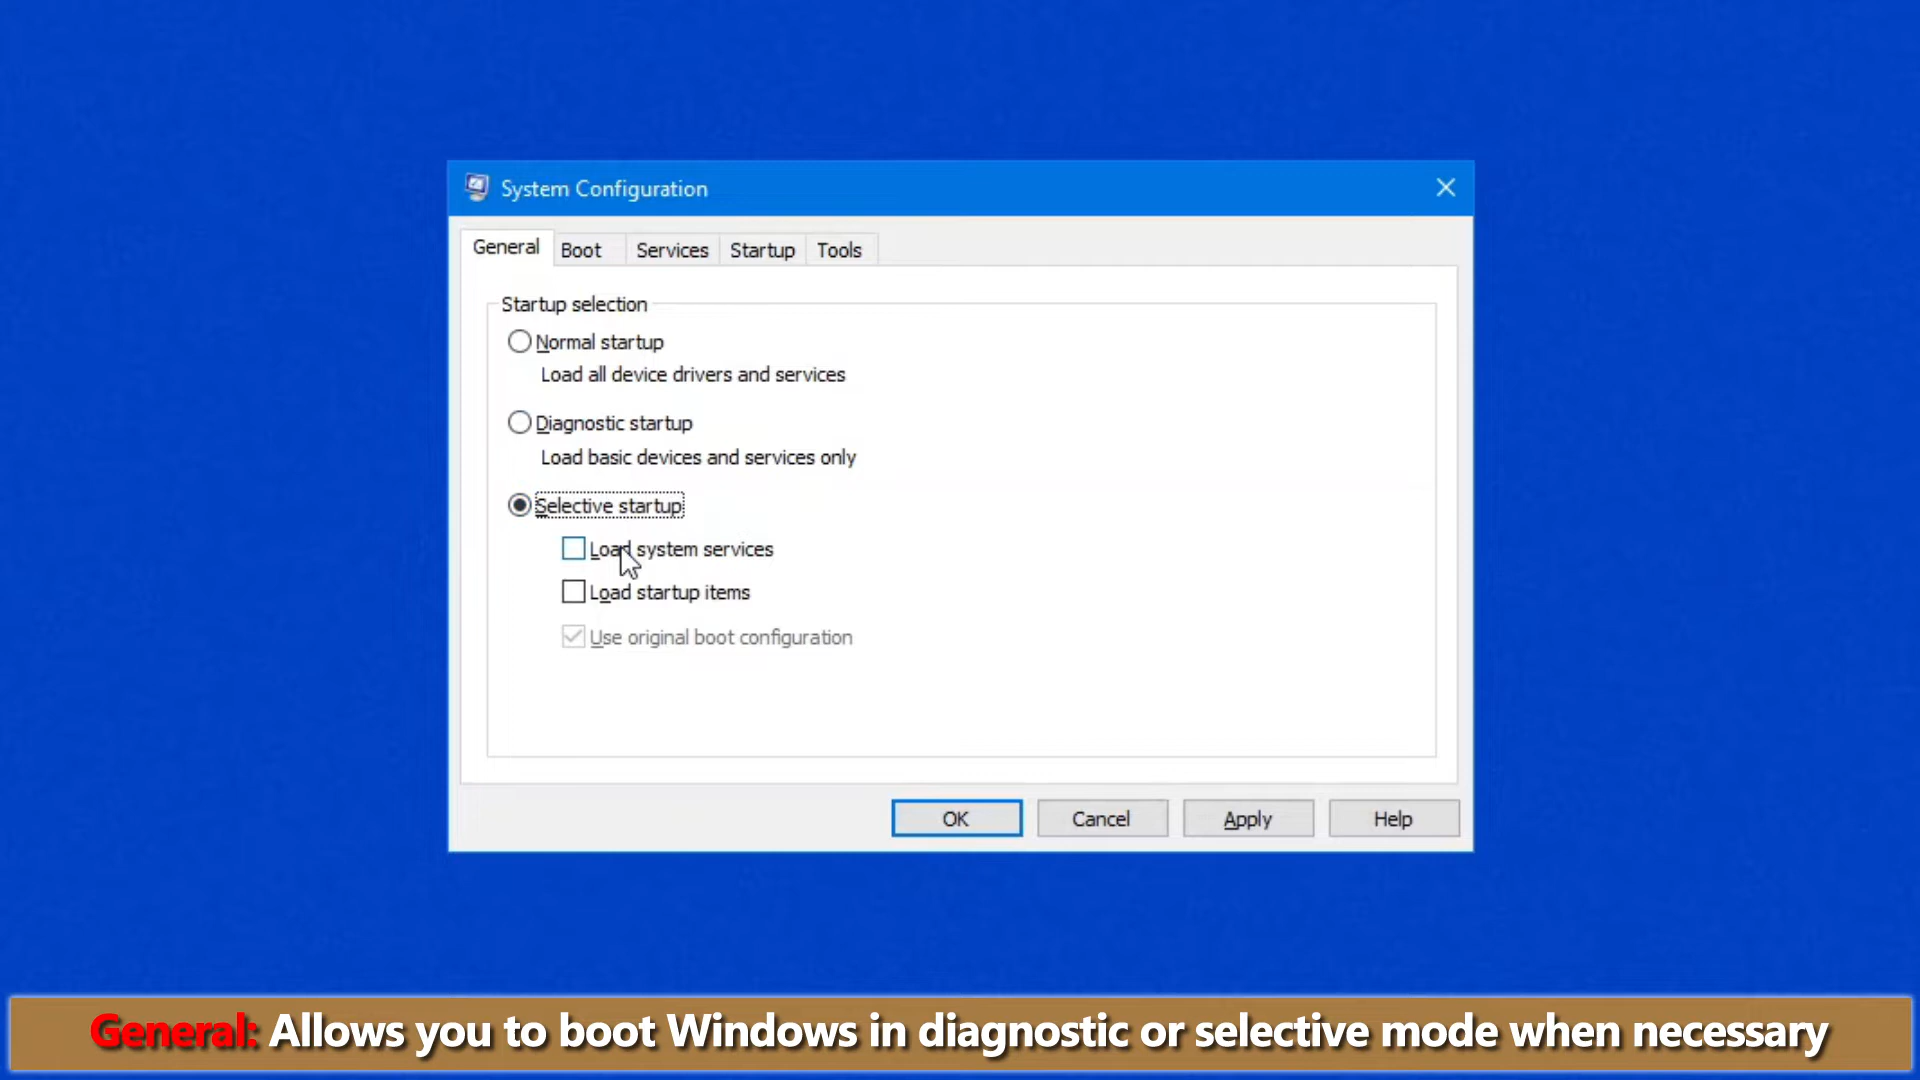 System Configuration
General Boot Services Startup Tools
Startup selection
Normal startup
Load all device drivers and services
Diagnostic startup
Load basic devices and services only
Selective startup
Load system services
Load startup items
Use original boot configuration
OK Cancel Apply Help
General: Allows you to boot Windows in diagnostic or selective mode when necessary